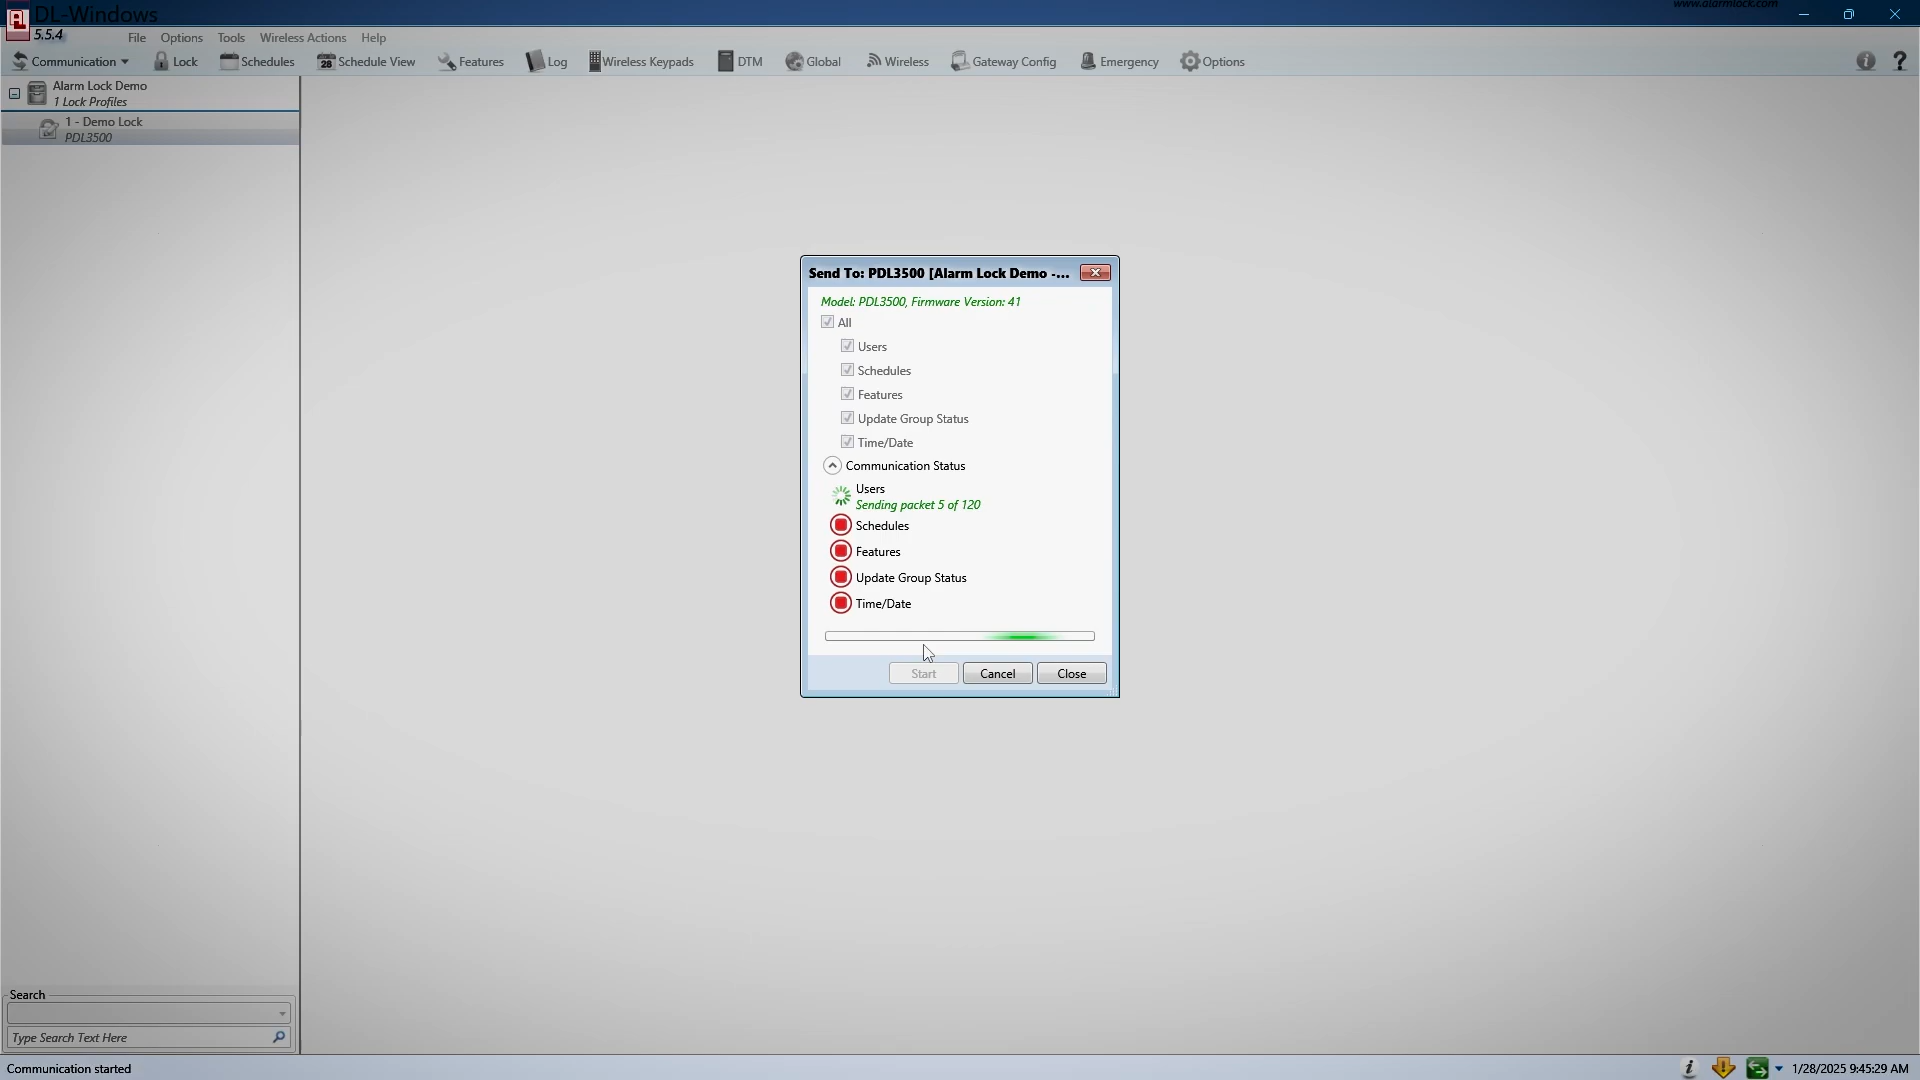 DL-Windows
www.alarmlock.com
5.5.4
File Options Tools Wireless Actions Help
Communication Lock Schedules 28 Schedule View Features Log Wireless Keypads DTM Global Wireless Gateway Config Emergency Options
Alarm Lock Demo
1 Lock Profiles
1 - Demo Lock
PDL3500
Send To: PDL3500 [Alarm Lock Demo -...
Model: PDL3500, Firmware Version: 41
All
Users
Schedules
Features
Update Group Status
Time/Date
Communication Status
Users
Sending packet 5 of 120
Schedules
Features
Update Group Status
Time/Date
Start Cancel Close
Search
Type Search Text Here
Communication started
1/28/2025 9:45:29 AM